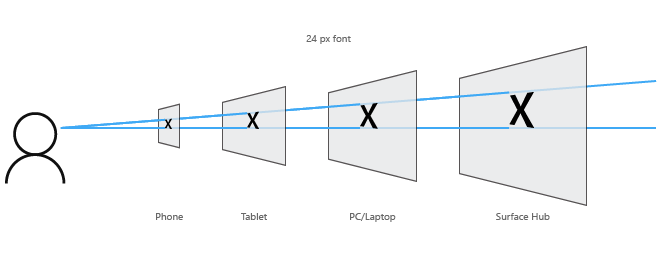 24 px font
X
X
X
X
Phone
Tablet
PC/Laptop
Surface Hub